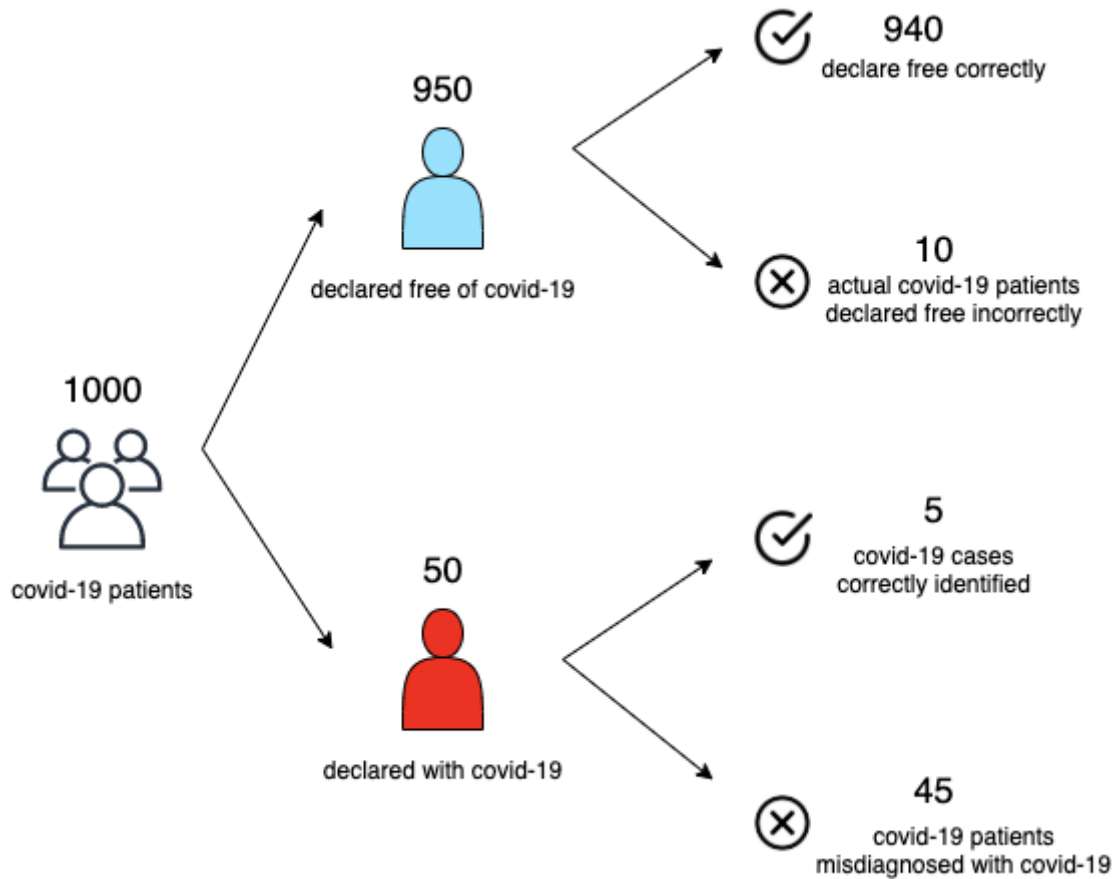 1000
covid-19 patients
950
declared free of covid-19
50
declared with covid-19
940
declare free correctly
10
actual covid-19 patients
declared free incorrectly
5
covid-19 cases
correctly identified
45
covid-19 patients
misdiagnosed with covid-19